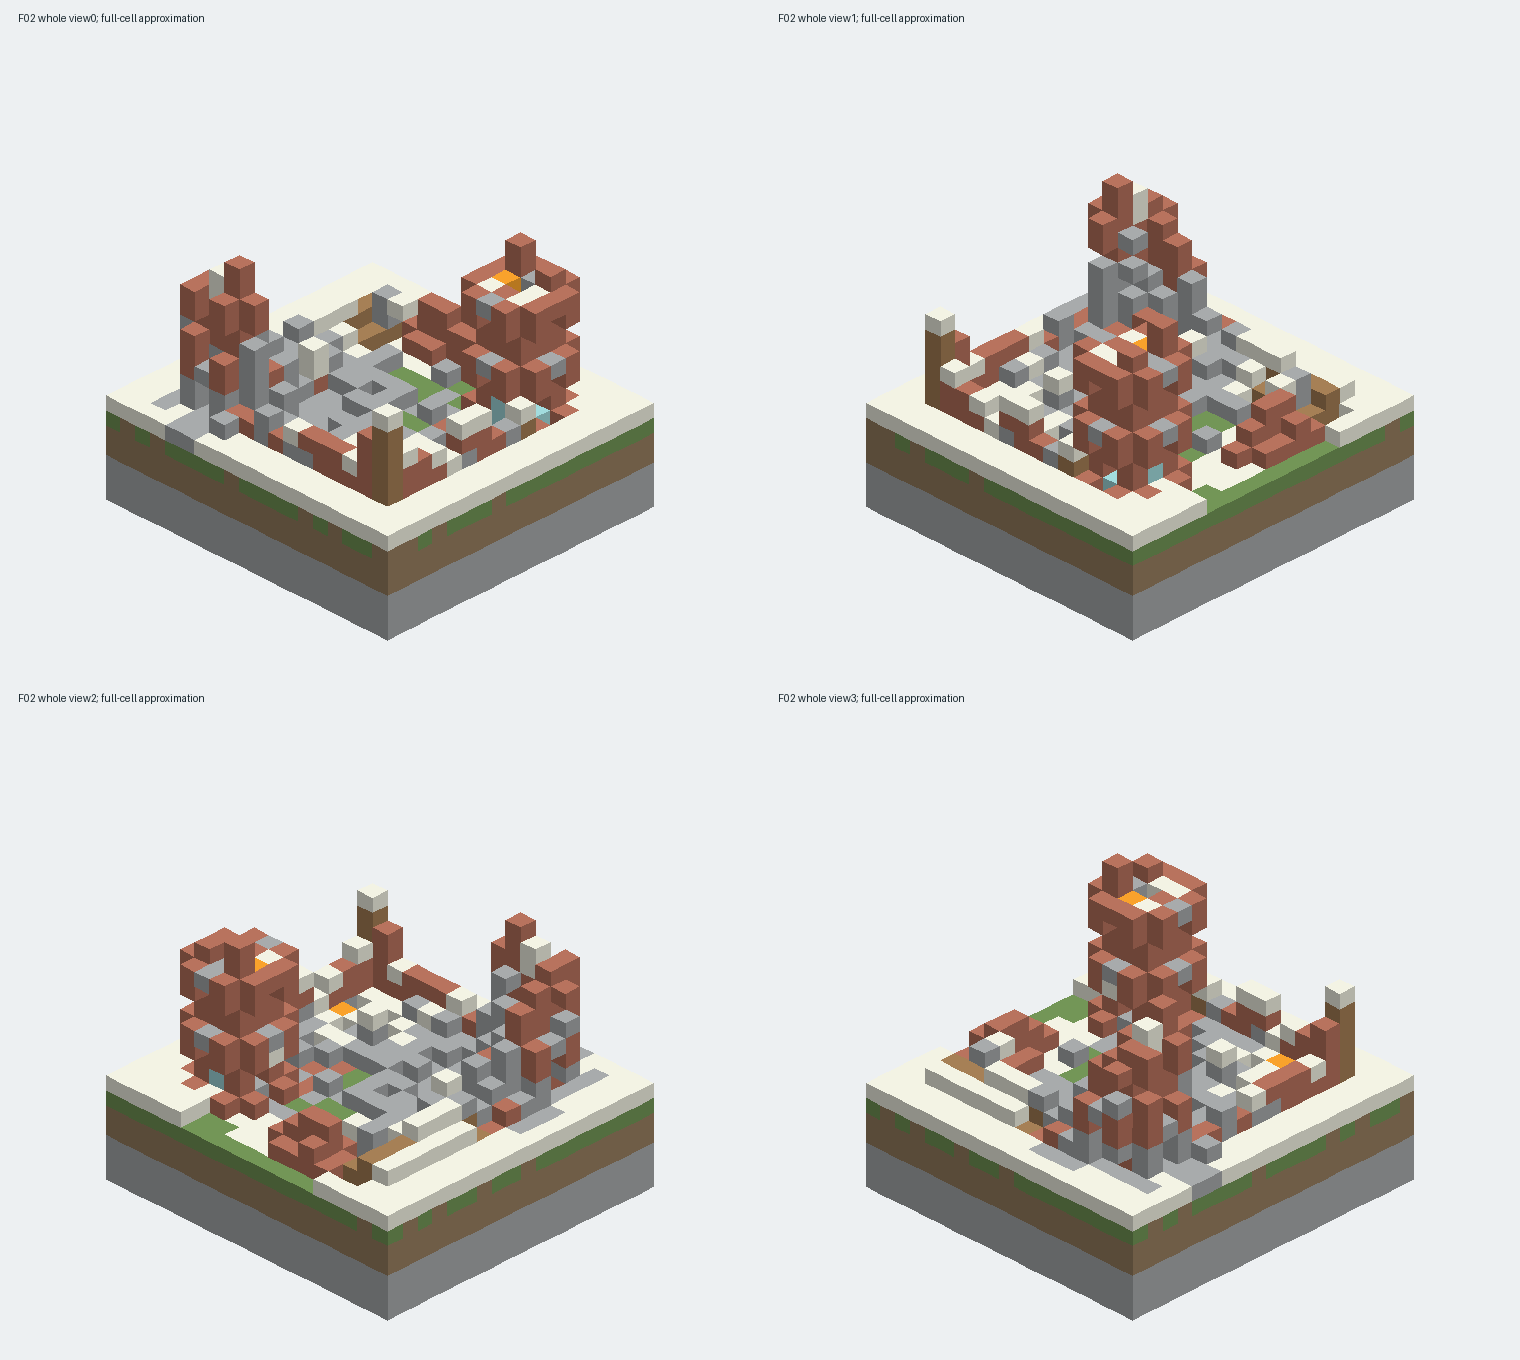 F02 whole view0; full-cell approximation
F02 whole view1; full-cell approximation
F02 whole view2; full-cell approximation
F02 whole view3; full-cell approximation